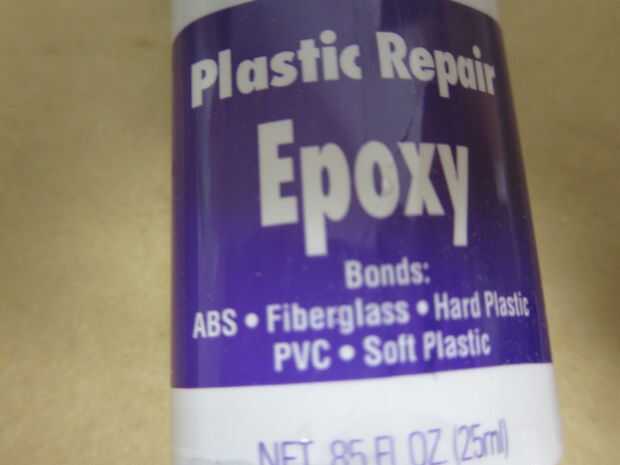 Plastic Repair
Epoxy
Bonds:
ABS • Fiberglass • Hard Plastic
PVC • Soft Plastic
NET .85 Fl OZ (25ml)